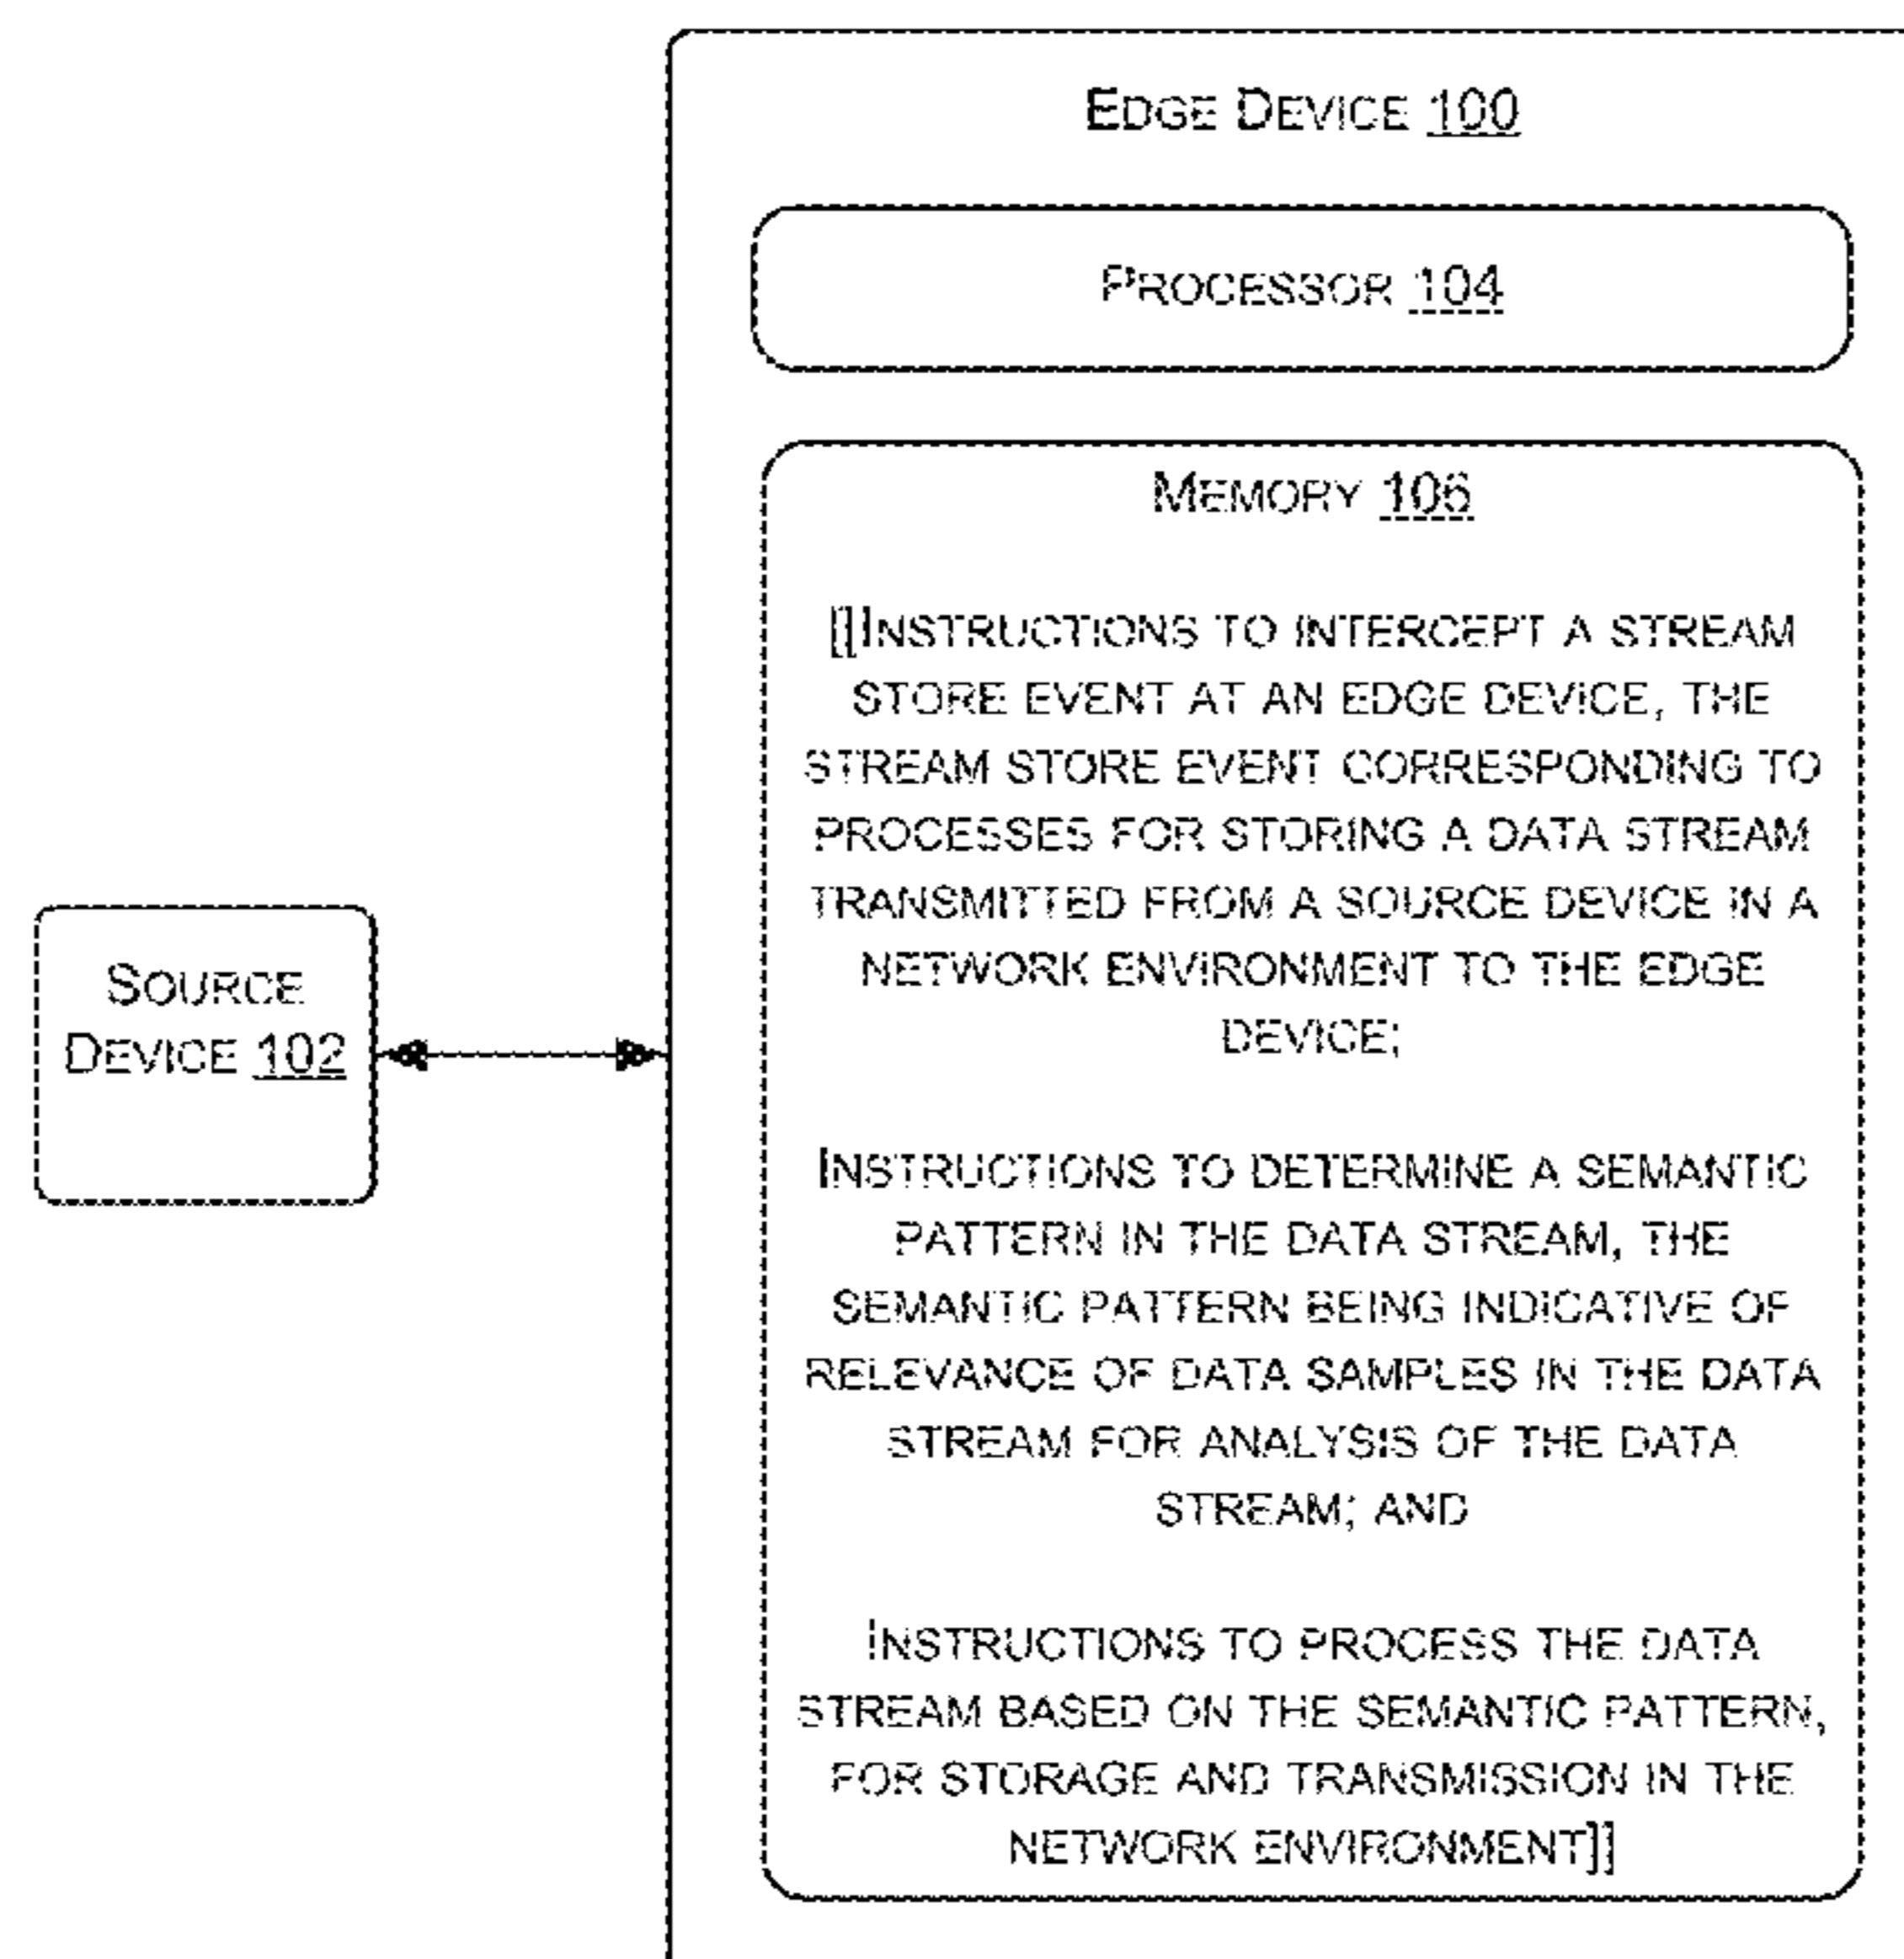 EDGE DEVICE 100
PROCESSOR 104
MEMORY 106
[[INSTRUCTIONS TO INTERCEPT A STREAM
STORE EVENT AT AN EDGE DEVICE, THE
STREAM STORE EVENT CORRESPONDING TO
PROCESSES FOR STORING A DATA STREAM
TRANSMITTED FROM A SOURCE DEVICE IN A
NETWORK ENVIRONMENT TO THE EDGE
DEVICE;
INSTRUCTIONS TO DETERMINE A SEMANTIC
PATTERN IN THE DATA STREAM, THE
SEMANTIC PATTERN BEING INDICATIVE OF
RELEVANCE OF DATA SAMPLES IN THE DATA
STREAM FOR ANALYSIS OF THE DATA
STREAM; AND
INSTRUCTIONS TO PROCESS THE DATA
STREAM BASED ON THE SEMANTIC PATTERN,
FOR STORAGE AND TRANSMISSION IN THE
NETWORK ENVIRONMENT]]
SOURCE
DEVICE 102